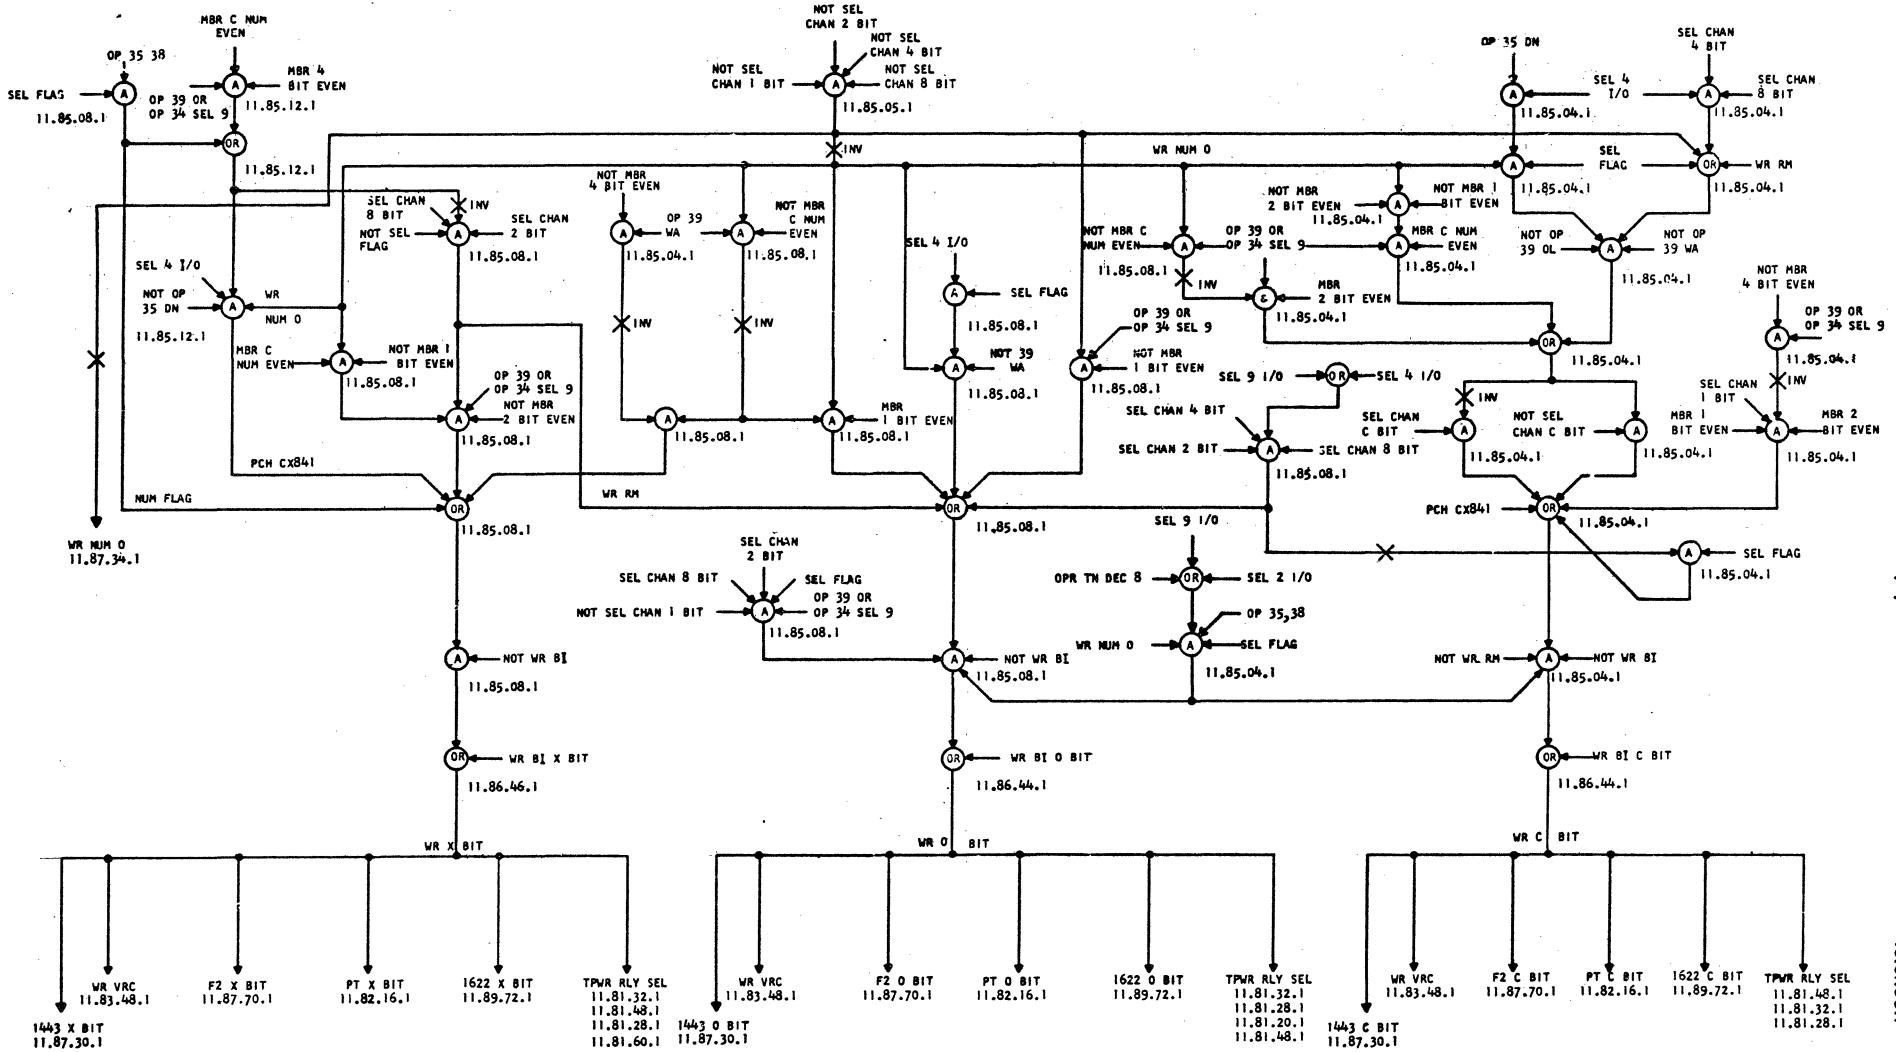 MBR C NUM
EVEN
OP 35 38
SEL FLAG
A
11.85.08.1
A
MBR 4
BIT EVEN
OP 39 OR
OP 34 SEL 9
11.85.12.1
OR
11.85.12.1
NOT SEL
CHAN 2 BIT
NOT SEL
CHAN 4 BIT
NOT SEL
CHAN 1 BIT
A
NOT SEL
CHAN 8 BIT
11.85.05.1
INV
OP 35 DN
A
11.85.04.1
SEL 4
I/O
SEL CHAN
4 BIT
A
SEL CHAN
8 BIT
11.85.04.1
WR NUM 0
A
11.85.04.1
SEL
FLAG
OR
WR RM
11.85.04.1
SEL CHAN
8 BIT
INV
NOT SEL
FLAG
A
SEL CHAN
2 BIT
11.85.08.1
NOT MBR
4 BIT EVEN
A
11.85.04.1
OP 39
WA
A
NOT MBR
C NUM
EVEN
11.85.08.1
NOT MBR
2 BIT EVEN
A
NOT MBR 1
BIT EVEN
11.85.04.1
NOT MBR C
NUM EVEN
A
11.85.08.1
OP 39 OR
OP 34 SEL 9
A
MBR C NUM
EVEN
11.85.04.1
NOT OP
39 OL
A
NOT OP
39 WA
11.85.04.1
SEL 4 I/O
NOT OP
35 DN
A
11.85.12.1
WR
NUM 0
SEL 4 I/O
A
SEL FLAG
11.85.08.1
INV
&
MBR
2 BIT EVEN
11.85.04.1
NOT MBR
4 BIT EVEN
A
OP 39 OR
OP 34 SEL 9
11.85.04.1
INV
INV
MBR C
NUM EVEN
A
NOT MBR 1
BIT EVEN
11.85.08.1
A
NOT 39
WA
11.85.08.1
OP 39 OR
OP 34 SEL 9
A
NOT MBR
1 BIT EVEN
11.85.08.1
OR
11.85.04.1
SEL 9 I/O
OR
SEL 4 I/O
INV
INV
OP 39 OR
OP 34 SEL 9
A
NOT MBR
2 BIT EVEN
11.85.08.1
A
11.85.08.1
A
MBR
1 BIT EVEN
11.85.08.1
SEL CHAN 4 BIT
SEL CHAN 2 BIT
A
SEL CHAN 8 BIT
11.85.08.1
SEL CHAN
C BIT
A
11.85.04.1
NOT SEL
CHAN C BIT
A
11.85.04.1
SEL CHAN
1 BIT
MBR 1
BIT EVEN
A
MBR 2
BIT EVEN
11.85.04.1
PCH CX841
NUM FLAG
OR
11.85.08.1
WR RM
OR
11.85.08.1
PCH CX841
OR
11.85.04.1
WR NUM 0
11.87.34.1
SEL CHAN
2 BIT
SEL CHAN 8 BIT
SEL FLAG
NOT SEL CHAN 1 BIT
A
OP 39 OR
OP 34 SEL 9
11.85.08.1
SEL 9 I/O
OPR TN DEC 8
OR
SEL 2 I/O
A
SEL FLAG
11.85.04.1
OP 35,38
WR NUM 0
A
SEL FLAG
11.85.04.1
A
NOT WR BI
11.85.08.1
A
NOT WR BI
11.85.08.1
NOT WR RM
A
NOT WR BI
11.85.04.1
OR
WR BI X BIT
11.86.46.1
OR
WR BI 0 BIT
11.86.44.1
OR
WR BI C BIT
11.86.44.1
WR X BIT
WR 0 BIT
WR C BIT
WR VRC
11.83.48.1
F2 X BIT
11.87.70.1
PT X BIT
11.82.16.1
1622 X BIT
11.89.72.1
TPWR RLY SEL
11.81.32.1
11.81.48.1
11.81.28.1
11.81.60.1
1443 X BIT
11.87.30.1
WR VRC
11.83.48.1
F2 0 BIT
11.87.70.1
PT 0 BIT
11.82.16.1
1622 0 BIT
11.89.72.1
TPWR RLY SEL
11.81.32.1
11.81.28.1
11.81.20.1
11.81.48.1
1443 0 BIT
11.87.30.1
WR VRC
11.83.48.1
F2 C BIT
11.87.70.1
PT C BIT
11.82.16.1
1622 C BIT
11.89.72.1
TPWR RLY SEL
11.81.48.1
11.81.32.1
11.81.28.1
1443 C BIT
11.87.30.1